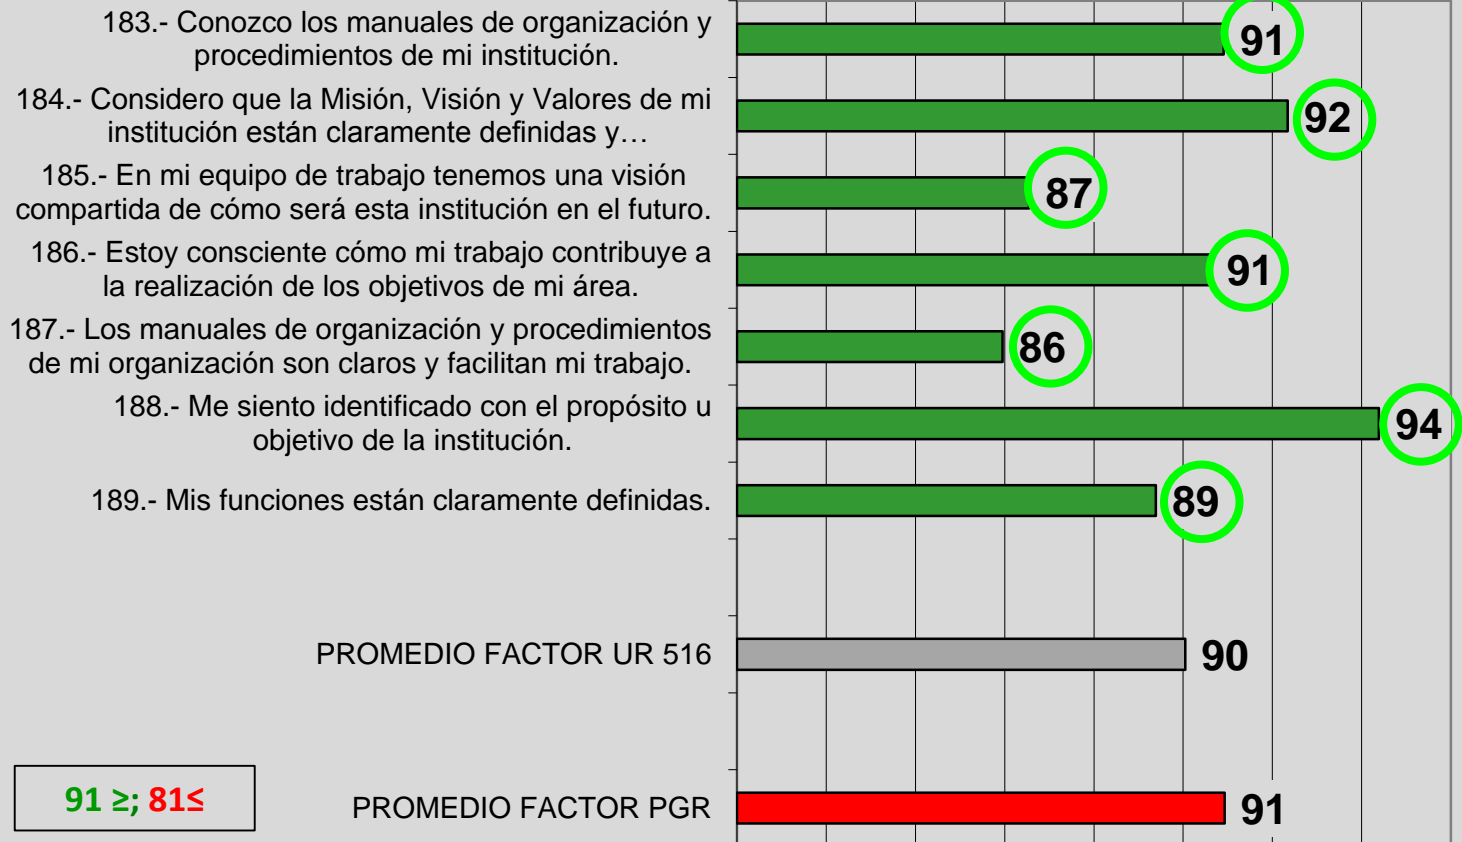 183.- Conozco los manuales de organización y
procedimientos de mi institución.
91
184.- Considero que la Misión, Visión y Valores de mi
institución están claramente definidas y…
92
185.- En mi equipo de trabajo tenemos una visión
compartida de cómo será esta institución en el futuro.
87
186.- Estoy consciente cómo mi trabajo contribuye a
la realización de los objetivos de mi área.
91
187.- Los manuales de organización y procedimientos
de mi organización son claros y facilitan mi trabajo.
86
188.- Me siento identificado con el propósito u
objetivo de la institución.
94
189.- Mis funciones están claramente definidas.
89
PROMEDIO FACTOR UR 516
90
91 ≥; 81≤
PROMEDIO FACTOR PGR
91